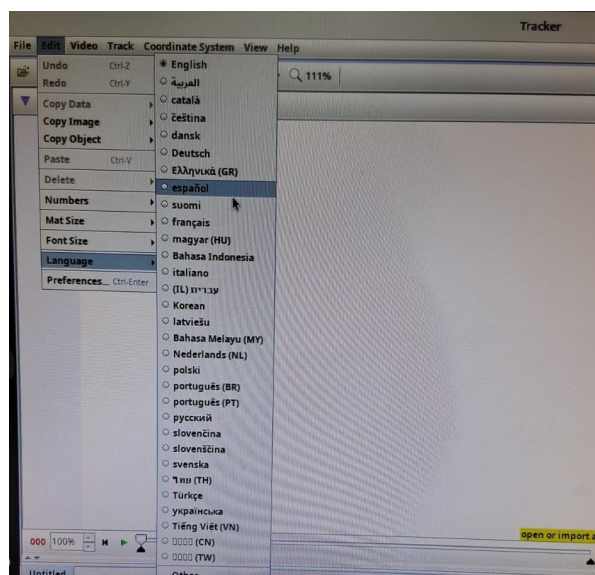 Tracker
File Edit Video Track Coordinate System View Help
Undo Ctrl-Z
Redo Ctrl-Y
Copy Data
Copy Image
Copy Object
Paste Ctrl-V
Delete
Numbers
Mat Size
Font Size
Language
Preferences... Ctrl-Enter
English
العربية
català
čeština
dansk
Deutsch
Ελληνικά (GR)
español
suomi
français
magyar (HU)
Bahasa Indonesia
italiano
עברית (IL)
Korean
latviešu
Bahasa Melayu (MY)
Nederlands (NL)
polski
português (BR)
português (PT)
русский
slovenčina
slovenščina
svenska
ไทย (TH)
Türkçe
українська
Tiếng Việt (VN)
(CN)
(TW)
Other
111%
000 100%
open or import a
Untitled